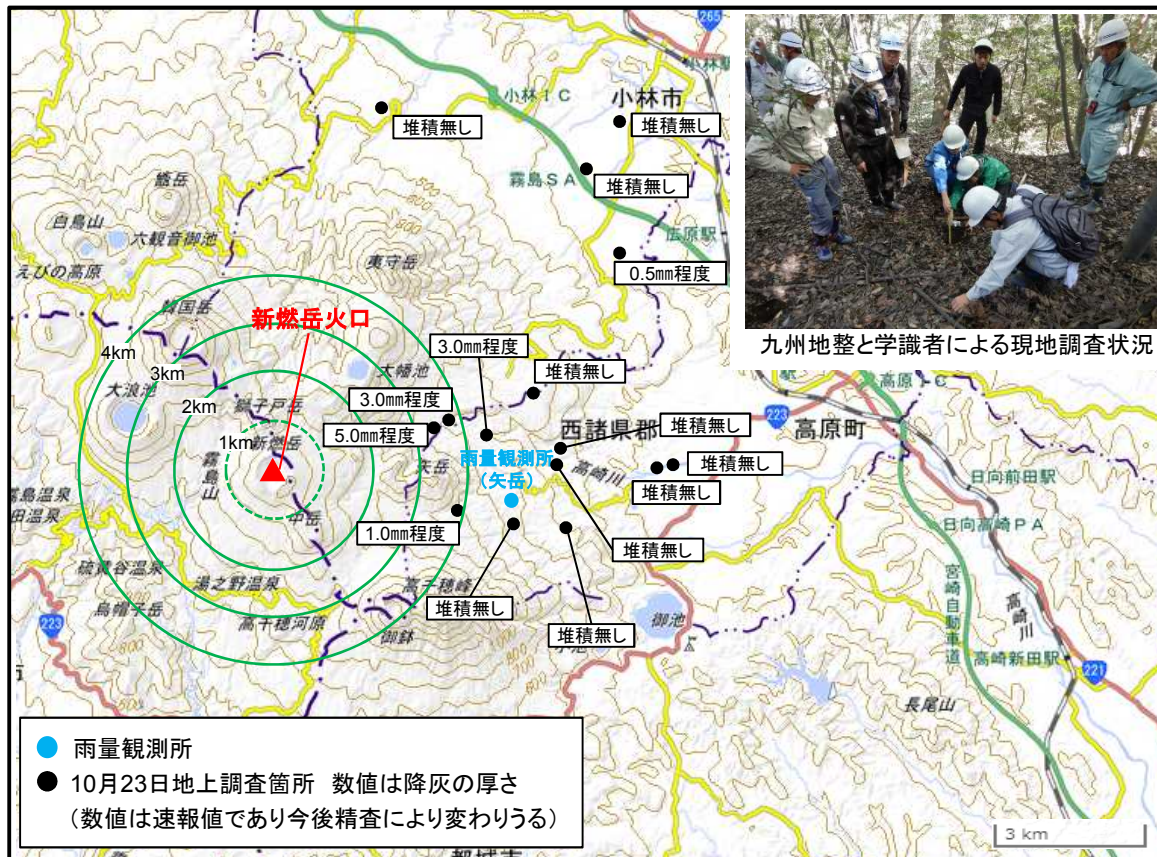 265
小林駅
小林IC
小林市
堆積無し
堆積無し
霧島SA
堆積無し
甑岳
白鳥山
六観音御池
広原駅
えびの高原
夷守岳
0.5mm程度
韓国岳
新燃岳火口
九州地整と学識者による現地調査状況
4km
3.0mm程度
3km
大幡池
堆積無し
高原IC
大浪池
2km
獅子戸岳
3.0mm程度
223
西諸県郡
堆積無し
高原町
1km
新燃岳
5.0mm程度
矢岳
雨量観測所
(矢岳)
高崎川
堆積無し
霧島山
日向前田駅
堆積無し
中岳
1.0mm程度
日向高崎PA
堆積無し
硫黄谷温泉
湯之野温泉
高千穂峰
堆積無し
烏帽子岳
宮崎自動車道
高崎川
223
高千穂河原
御鉢
堆積無し
御池
高崎新田駅
221
長尾山
雨量観測所
10月23日地上調査箇所 数値は降灰の厚さ
(数値は速報値であり今後精査により変わりうる)
3 km